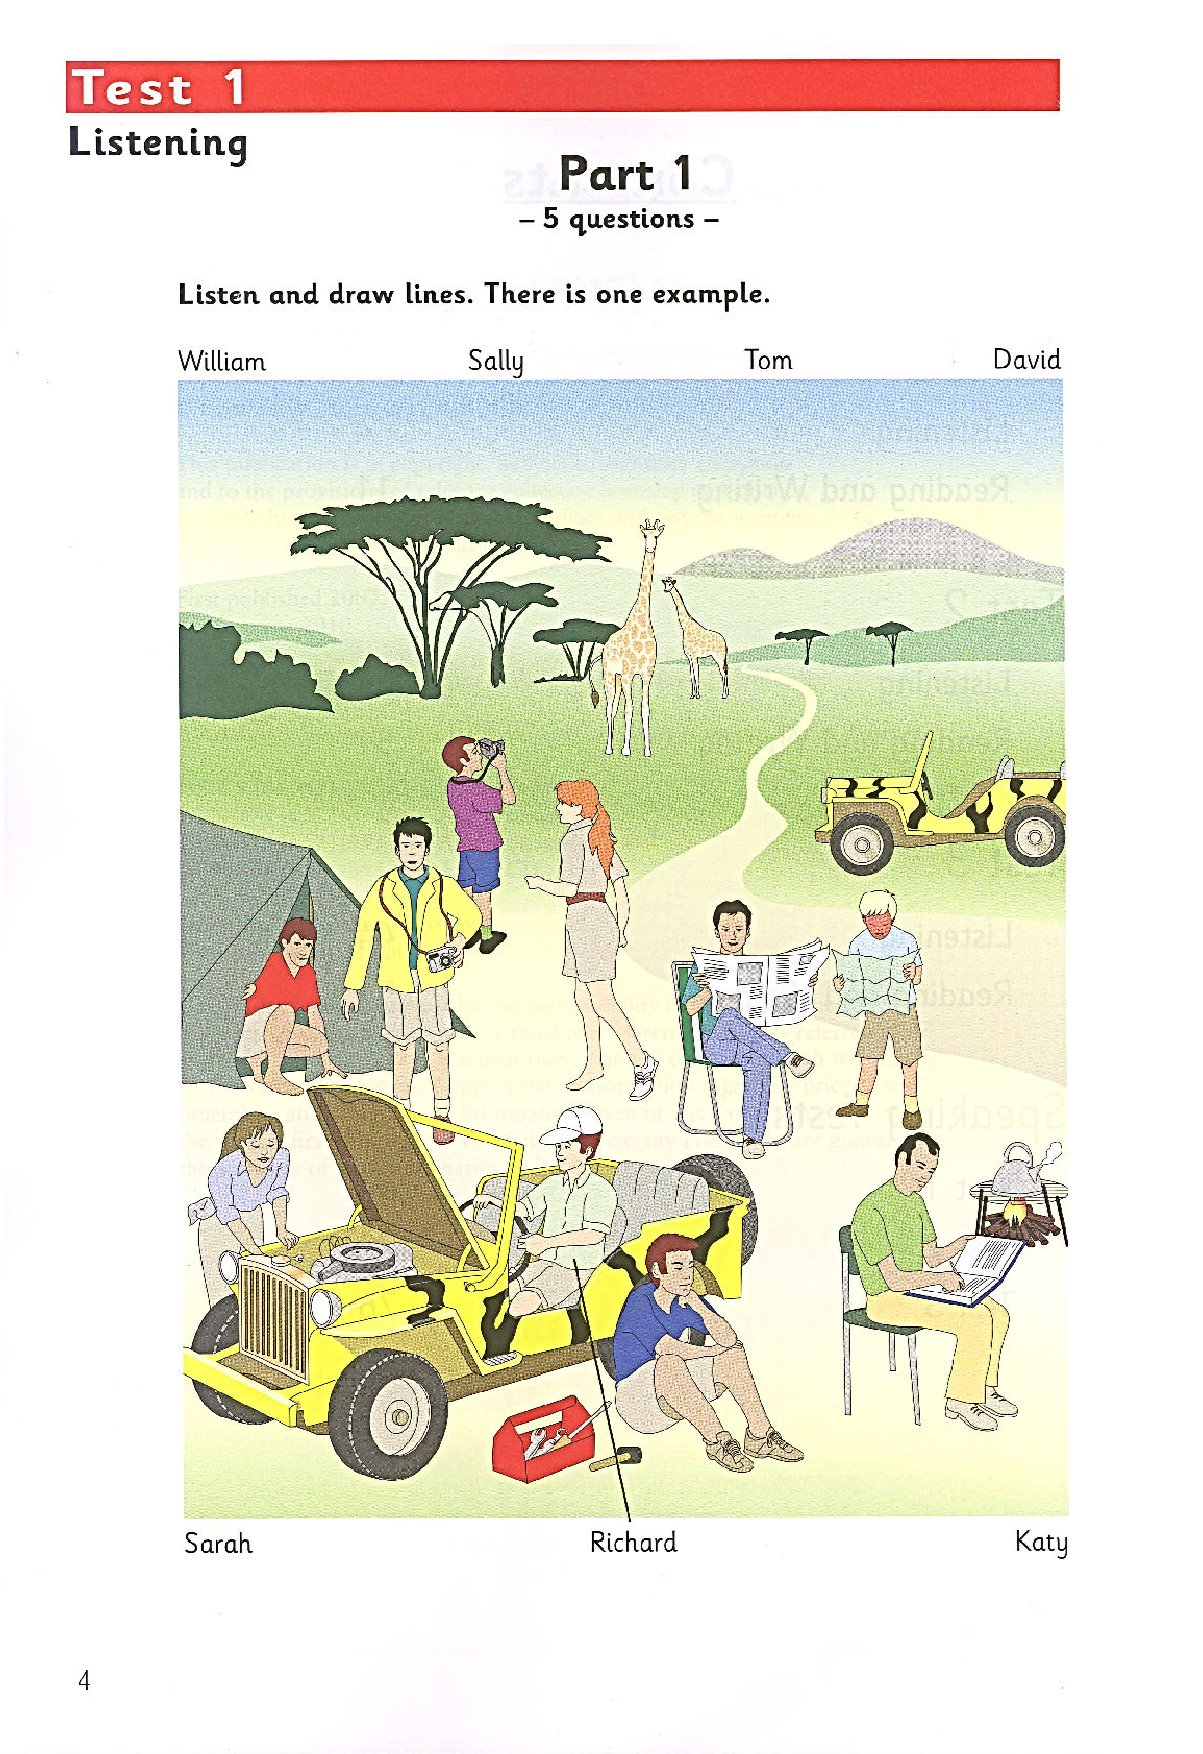 Test 1
Listening
Part 1
– 5 questions –
Listen and draw lines. There is one example.
William Sally Tom David
Sarah Richard Katy
4